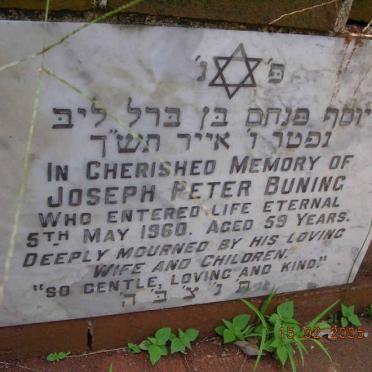 פ׳ נ׳
יוסף פנחס בן ברל ליב
נפטר ו׳ אייר תש״ך
IN CHERISHED MEMORY OF
JOSEPH PETER BUNING
WHO ENTERED LIFE ETERNAL
5TH MAY 1960. AGED 59 YEARS.
DEEPLY MOURNED BY HIS LOVING
WIFE AND CHILDREN.
"SO GENTLE, LOVING AND KIND."
ת נ צ ב ה
15.02.2005